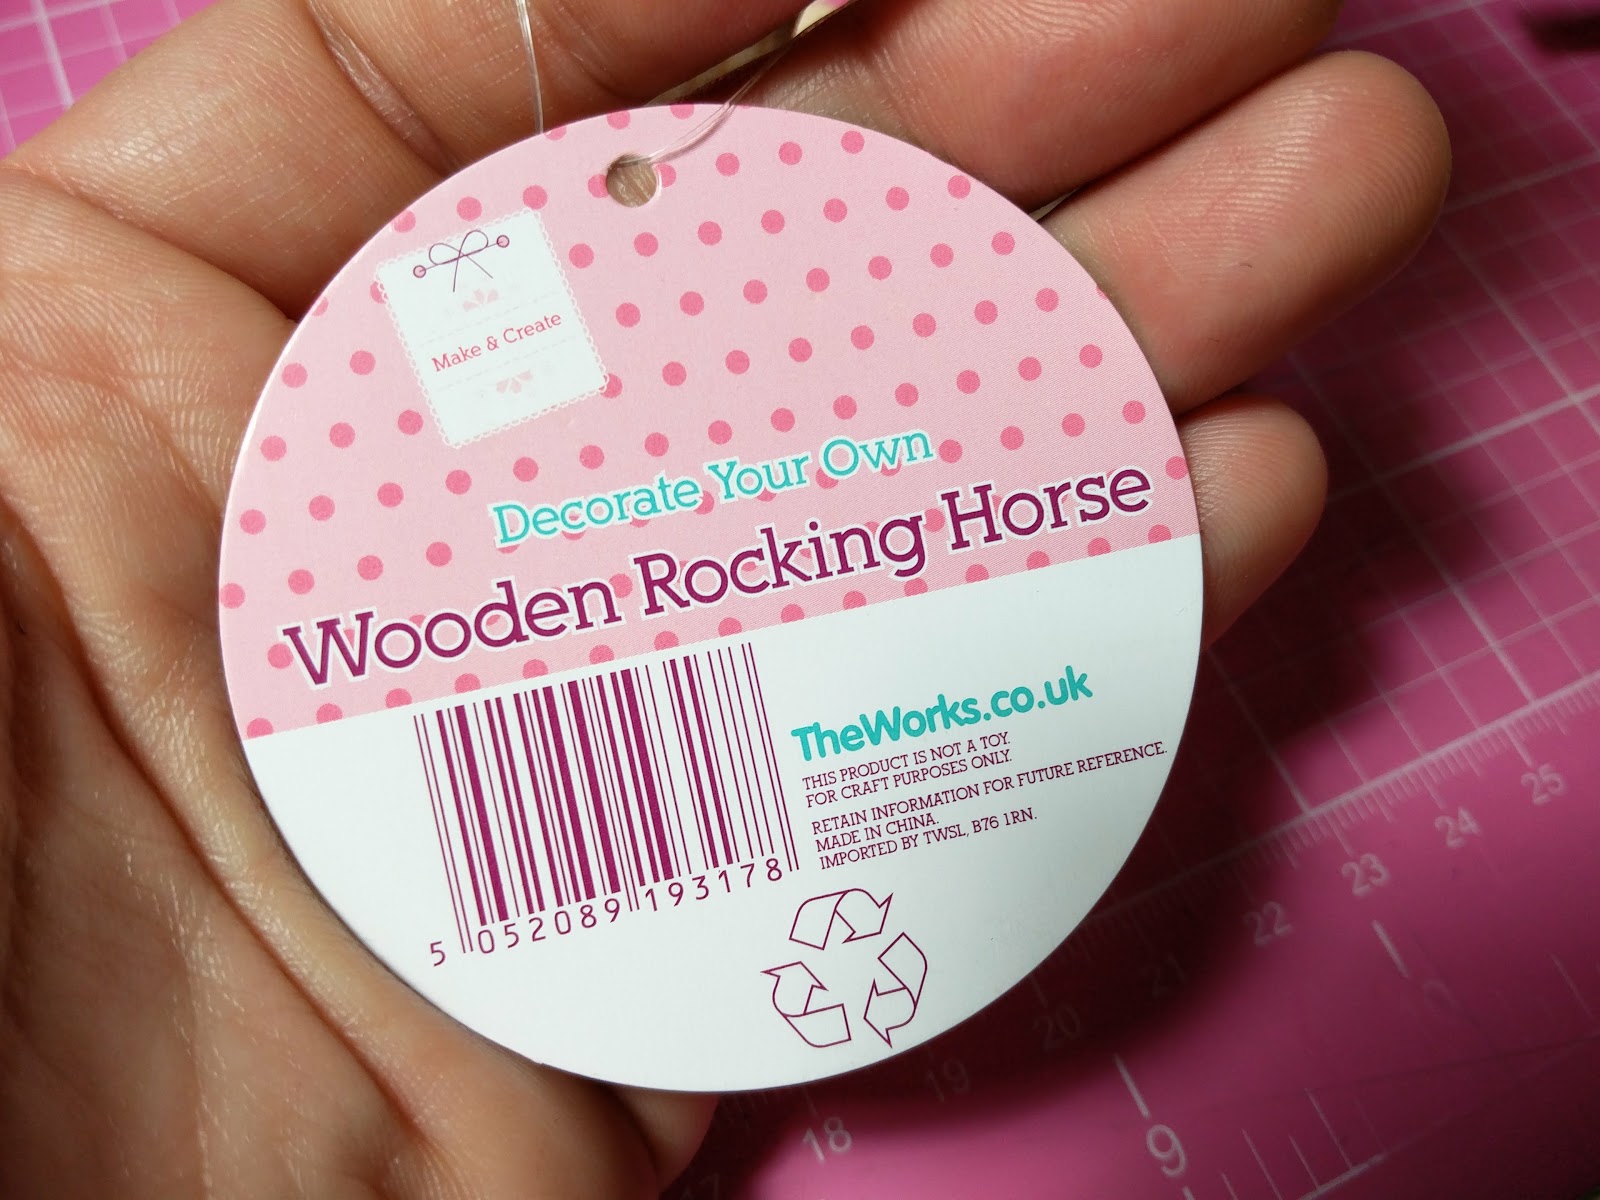 Make & Create
Decorate Your Own
Wooden Rocking Horse
TheWorks.co.uk
THIS PRODUCT IS NOT A TOY.
FOR CRAFT PURPOSES ONLY.
RETAIN INFORMATION FOR FUTURE REFERENCE.
MADE IN CHINA.
IMPORTED BY TWSL, B76 1RN.
5 052089 193178
25
24
23
22
21
20
19
18
9